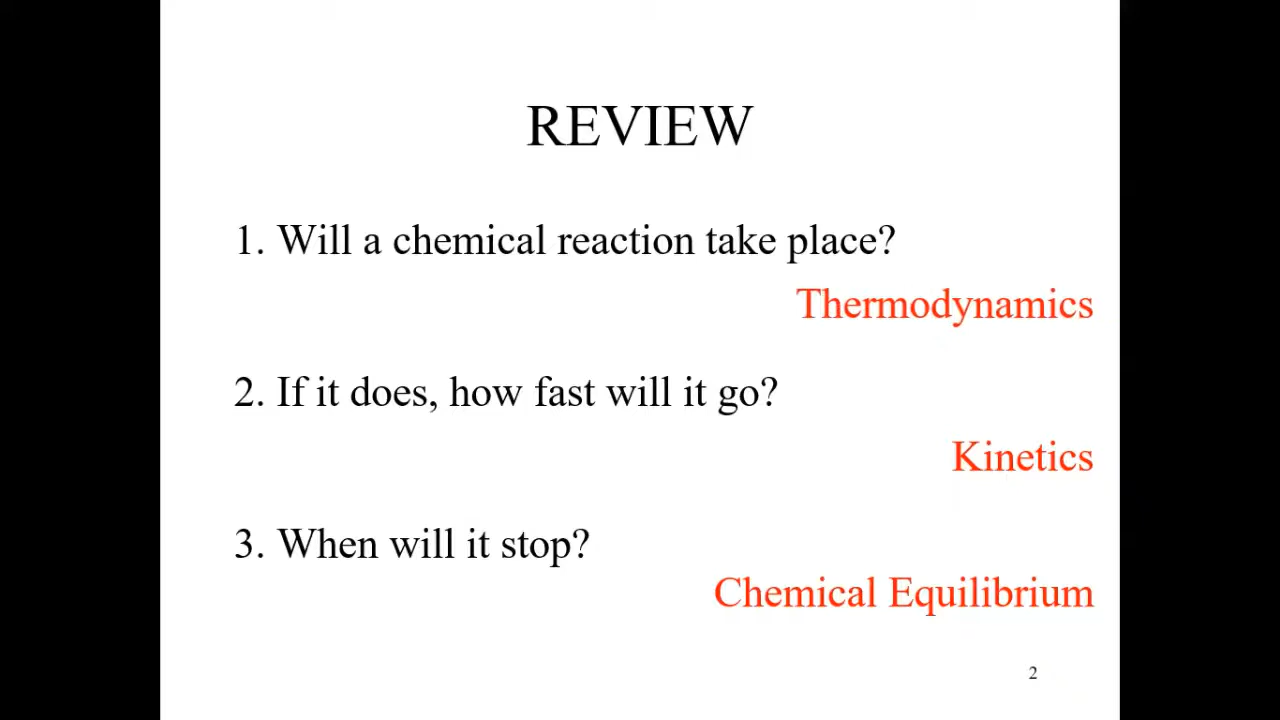 REVIEW
1. Will a chemical reaction take place?
Thermodynamics
2. If it does, how fast will it go?
Kinetics
3. When will it stop?
Chemical Equilibrium
2